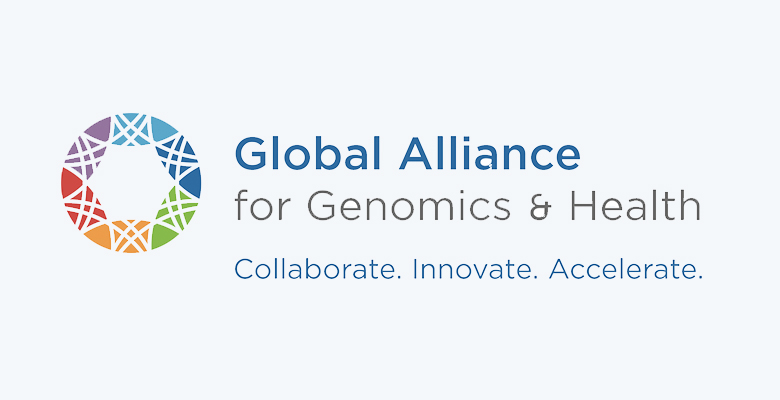 Global Alliance
for Genomics & Health
Collaborate. Innovate. Accelerate.